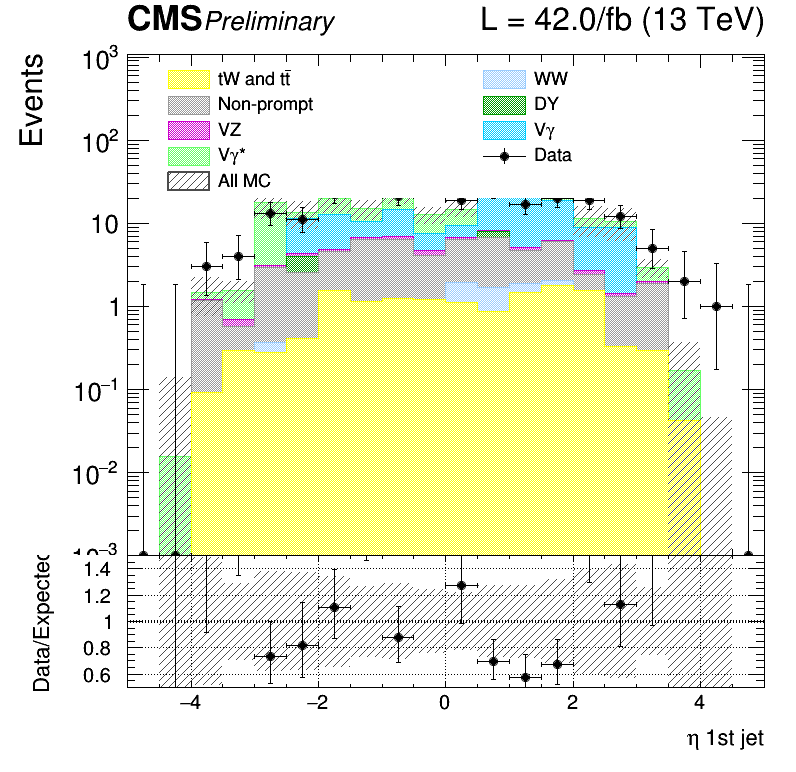 CMS Preliminary L = 42.0/fb (13 TeV)
Events
10³
10²
10
1
10⁻¹
10⁻²
tW and tt̄
Non-prompt
VZ
Vγ*
All MC
WW
DY
Vγ
Data
Data/Expected
1.4
1.2
1
0.8
0.6
−4 −2 0 2 4
η 1st jet